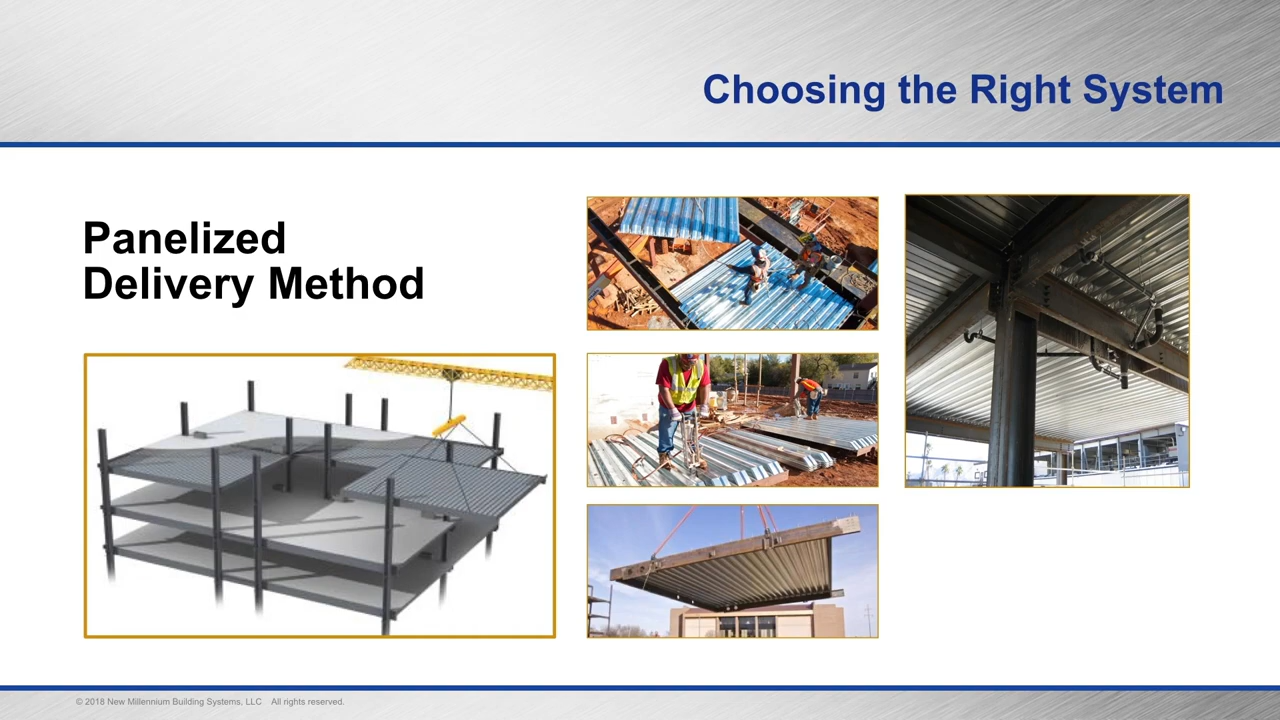 Choosing the Right System
Panelized
Delivery Method
© 2018 New Millennium Building Systems, LLC All rights reserved.